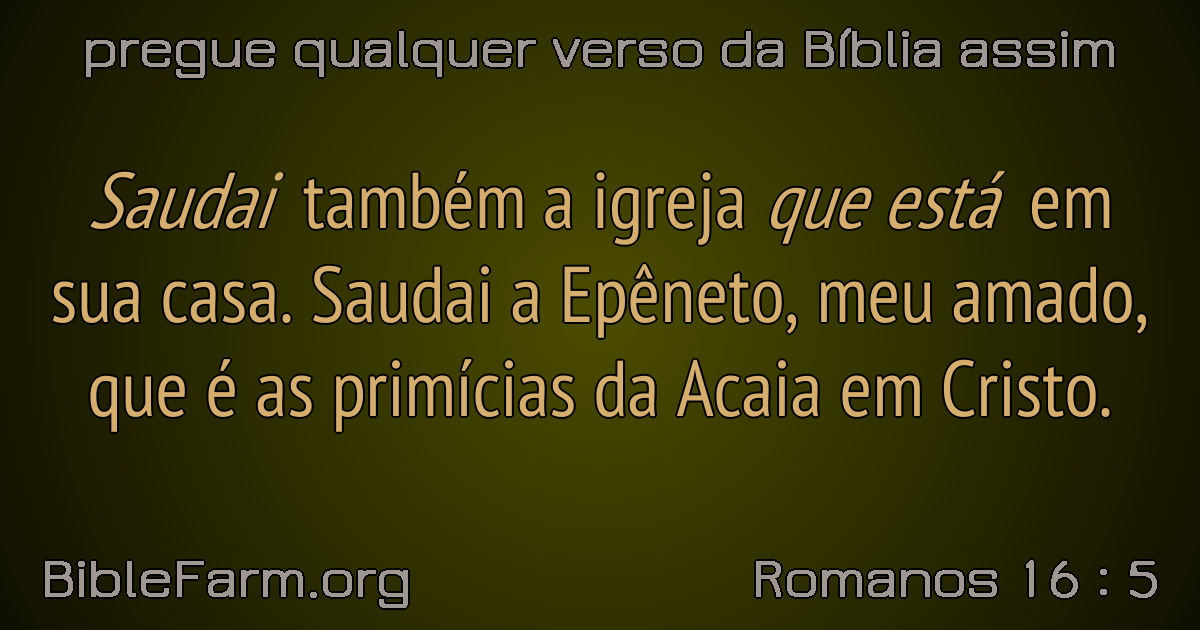 pregue qualquer verso da Bíblia assim
Saudai também a igreja que está em
sua casa. Saudai a Epêneto, meu amado,
que é as primícias da Acaia em Cristo.
BibleFarm.org
Romanos 16 : 5